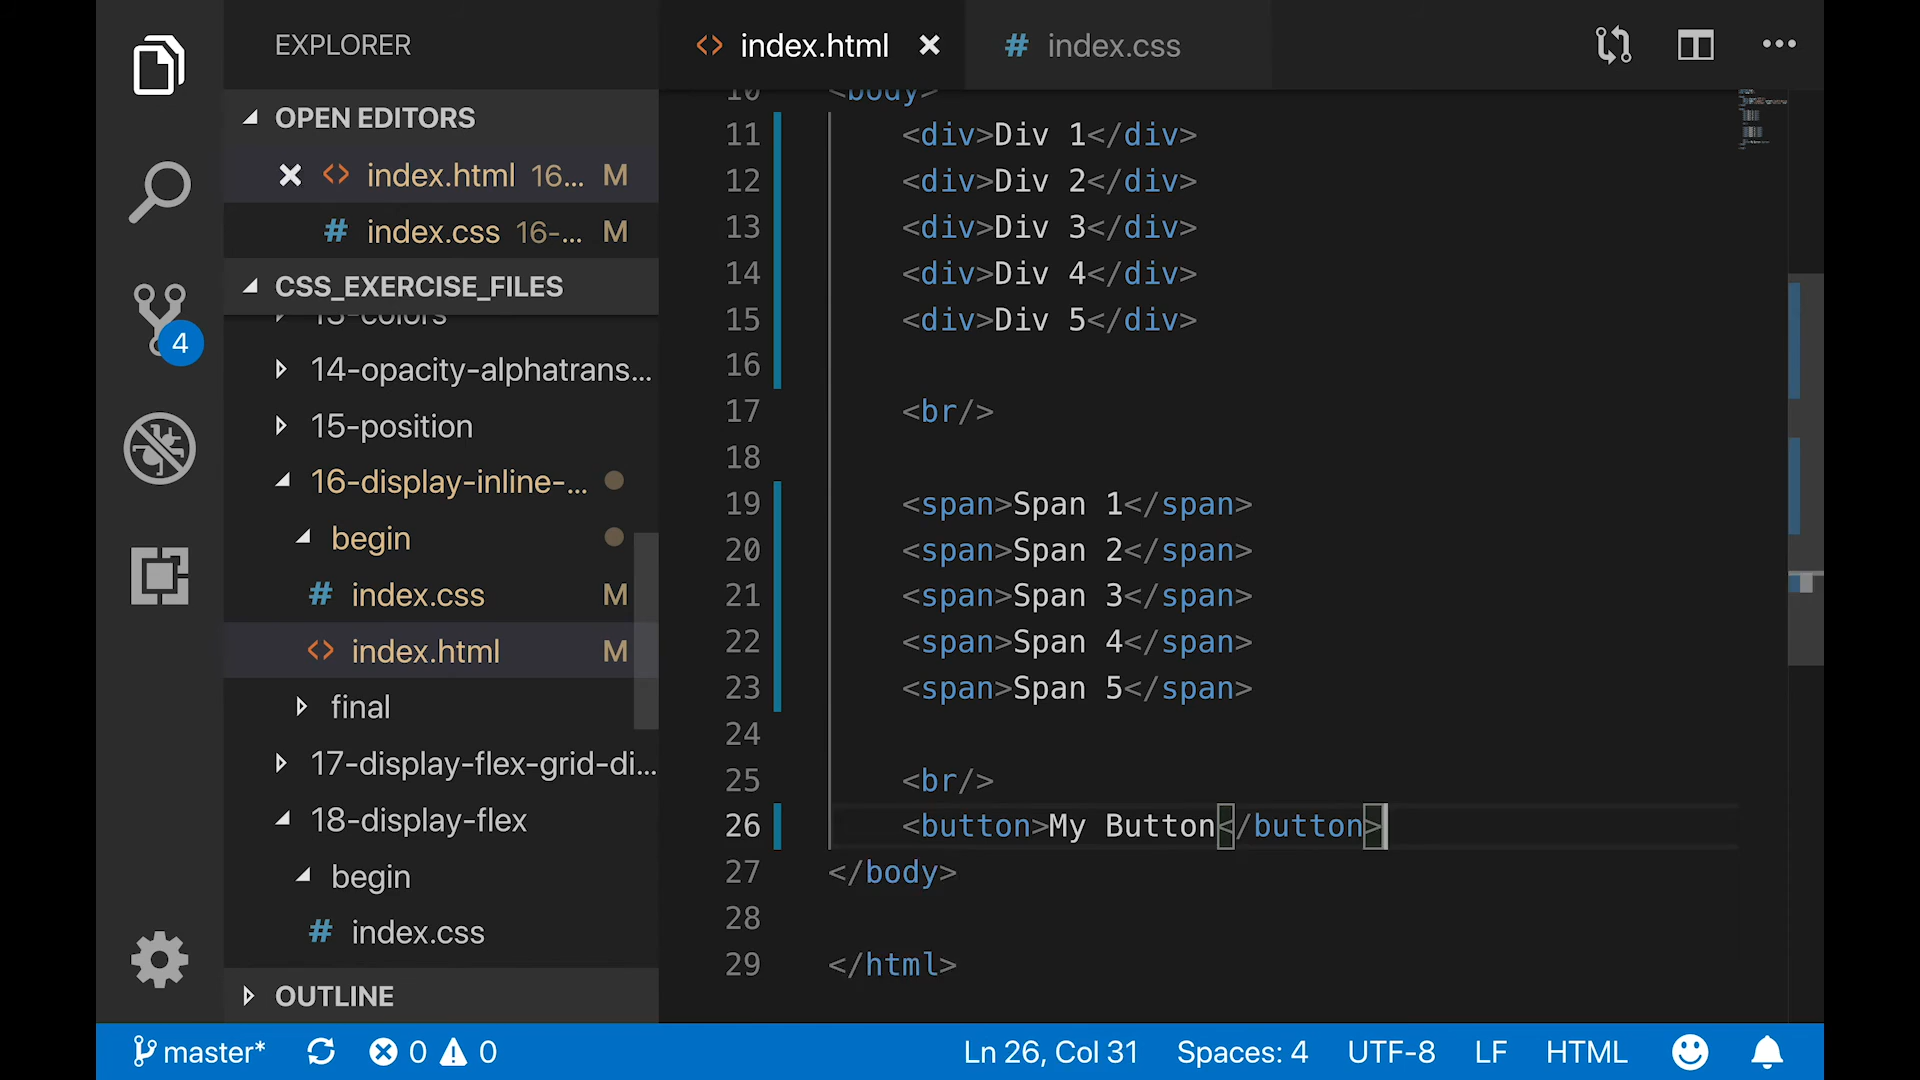 EXPLORER
OPEN EDITORS
index.html 16... M
index.css 16-... M
CSS_EXERCISE_FILES
13-colors
14-opacity-alphatrans...
15-position
16-display-inline-...
begin
index.css M
index.html M
final
17-display-flex-grid-di...
18-display-flex
begin
index.css
OUTLINE
4
index.html
index.css
10 <body>
11 <div>Div 1</div>
12 <div>Div 2</div>
13 <div>Div 3</div>
14 <div>Div 4</div>
15 <div>Div 5</div>
16
17 <br/>
18
19 <span>Span 1</span>
20 <span>Span 2</span>
21 <span>Span 3</span>
22 <span>Span 4</span>
23 <span>Span 5</span>
24
25 <br/>
26 <button>My Button</button>
27 </body>
28
29 </html>
master* 0 0 Ln 26, Col 31 Spaces: 4 UTF-8 LF HTML